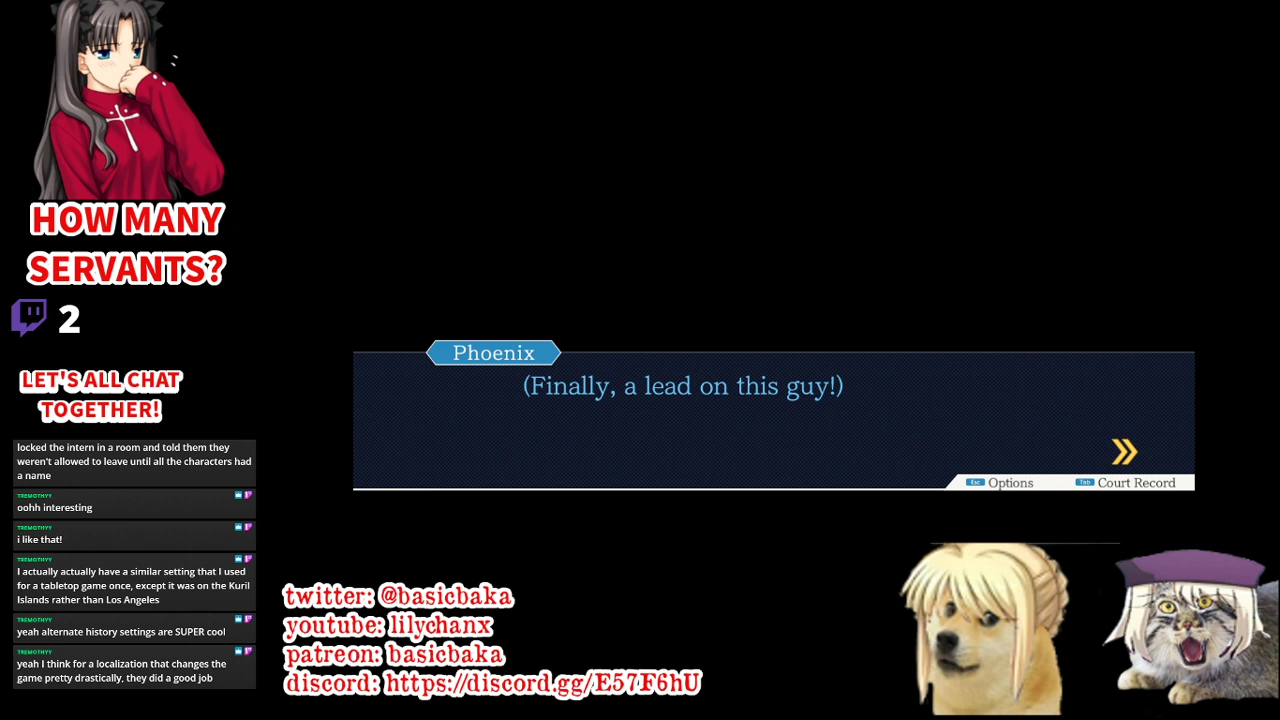 HOW MANY
SERVANTS?
2
LET'S ALL CHAT
TOGETHER!
locked the intern in a room and told them they
weren't allowed to leave until all the characters had
a name
TREMOTHYY
oohh interesting
TREMOTHYY
i like that!
TREMOTHYY
I actually actually have a similar setting that I used
for a tabletop game once, except it was on the Kuril
Islands rather than Los Angeles
TREMOTHYY
yeah alternate history settings are SUPER cool
TREMOTHYY
yeah I think for a localization that changes the
game pretty drastically, they did a good job
Phoenix
(Finally, a lead on this guy!)
Esc Options Tab Court Record
twitter: @basicbaka
youtube: lilychanx
patreon: basicbaka
discord: https://discord.gg/E57F6hU